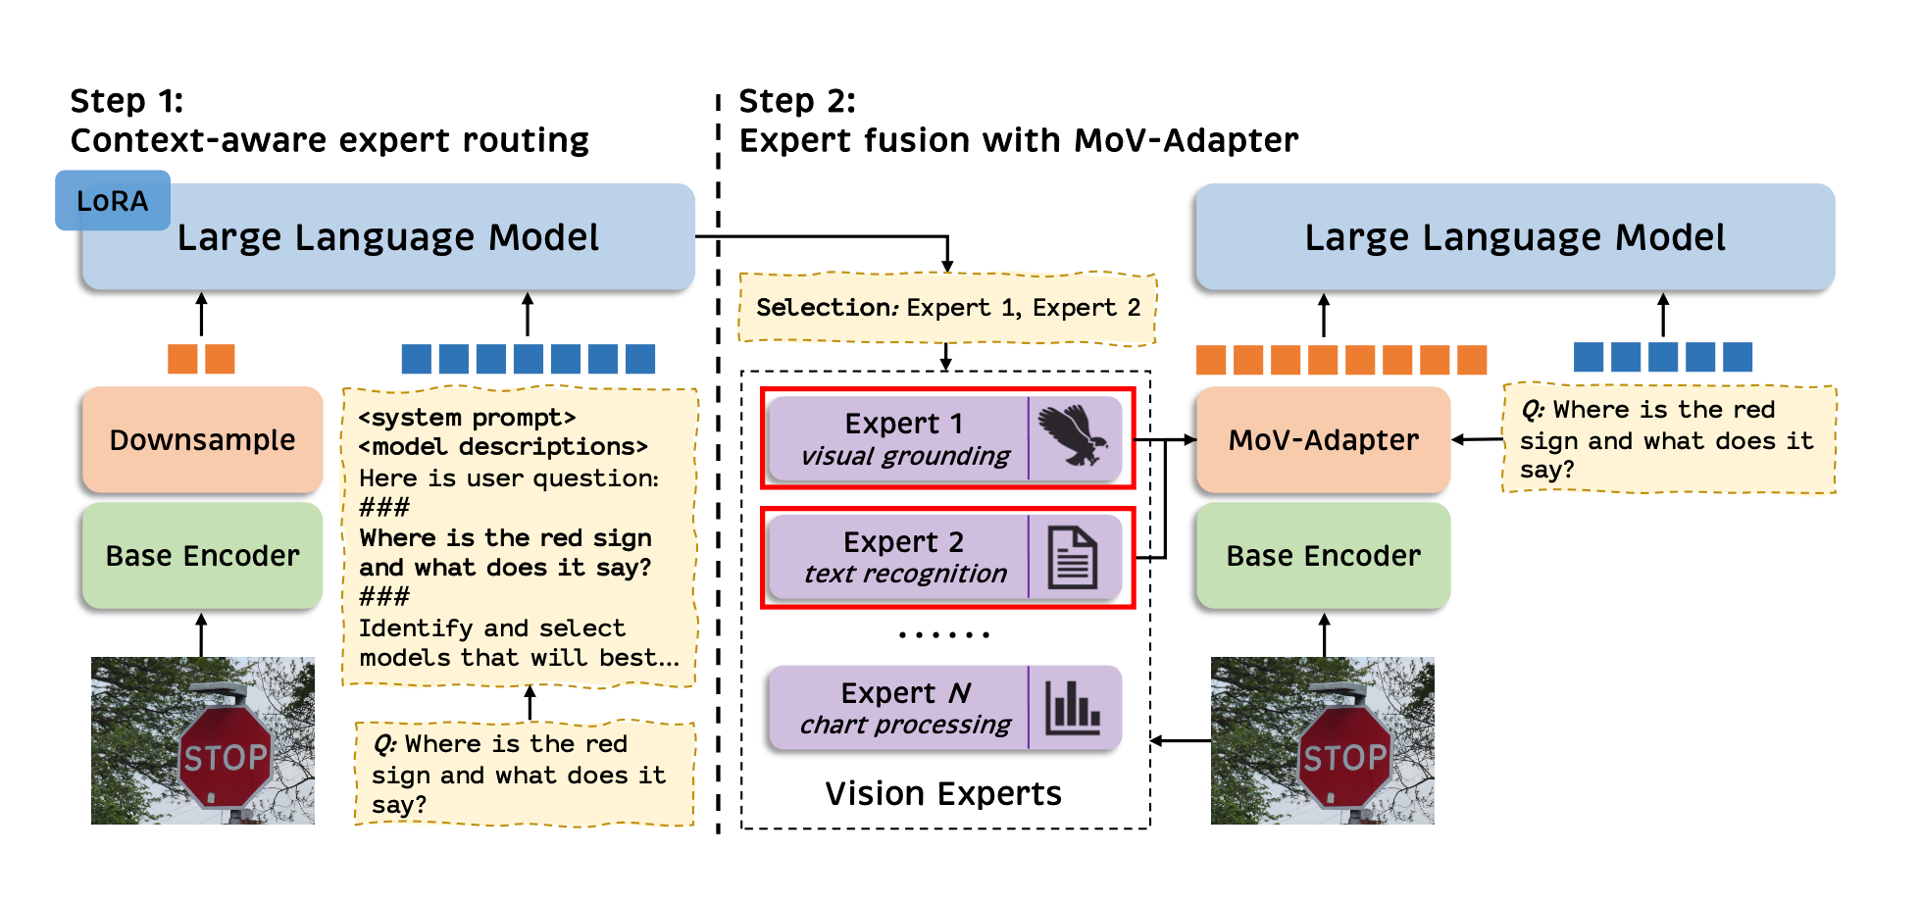 Step 1:
Context-aware expert routing
LoRA
Large Language Model
Downsample
Base Encoder
STOP
<system prompt>
<model descriptions>
Here is user question:
###
Where is the red sign
and what does it say?
###
Identify and select
models that will best...
Q: Where is the red
sign and what does it
say?
Step 2:
Expert fusion with MoV-Adapter
Selection: Expert 1, Expert 2
Expert 1
visual grounding
Expert 2
text recognition
......
Expert N
chart processing
Vision Experts
Large Language Model
MoV-Adapter
Base Encoder
STOP
Q: Where is the red
sign and what does it
say?